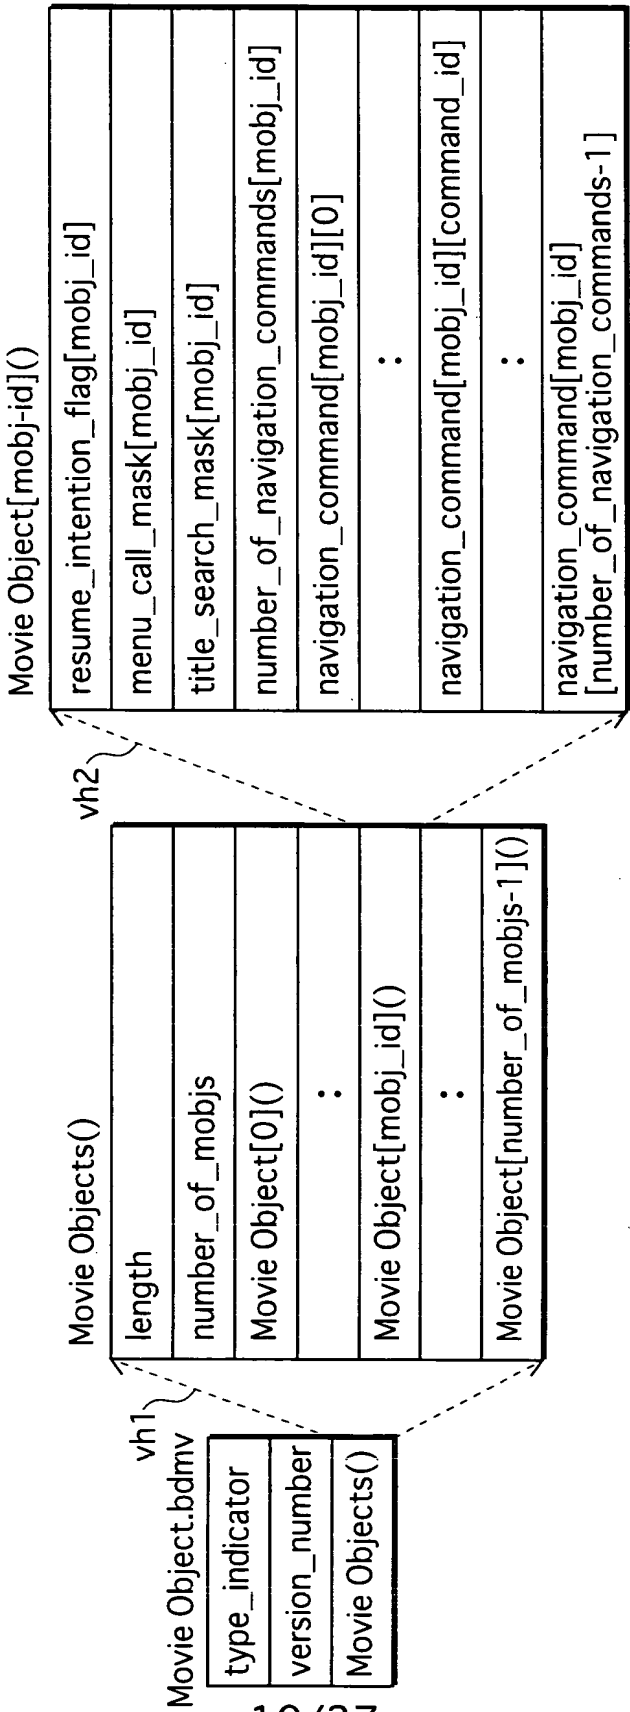 Movie Object.bdmv
type_indicator
version_number
Movie Objects()
vh1
Movie Objects()
length
number_of_mobjs
Movie Object[0]()
:
Movie Object[mobj_id]()
:
Movie Object[number_of_mobjs-1]()
vh2
Movie Object[mobj-id]()
resume_intention_flag[mobj_id]
menu_call_mask[mobj_id]
title_search_mask[mobj_id]
number_of_navigation_commands[mobj_id]
navigation_command[mobj_id][0]
:
navigation_command[mobj_id][command_id]
:
navigation_command[mobj_id]
[number_of_navigation_commands-1]